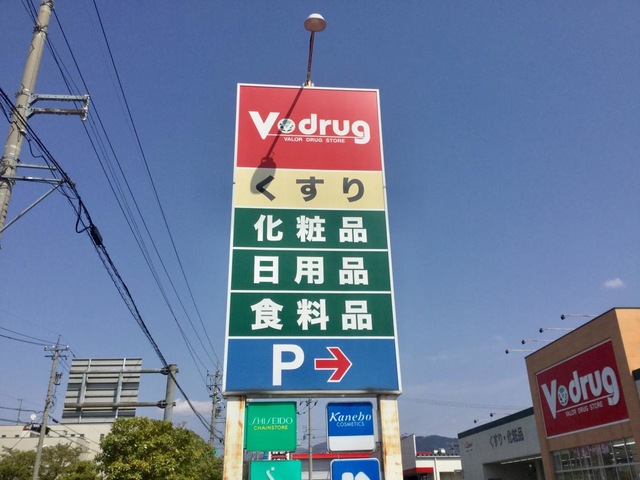 V drug
VALOR DRUG STORE
くすり
化粧品
日用品
食料品
P →
SHISEIDO
CHAINSTORE
Kanebo
COSMETICS
V drug
VALOR DRUG STORE
くすり・化粧品